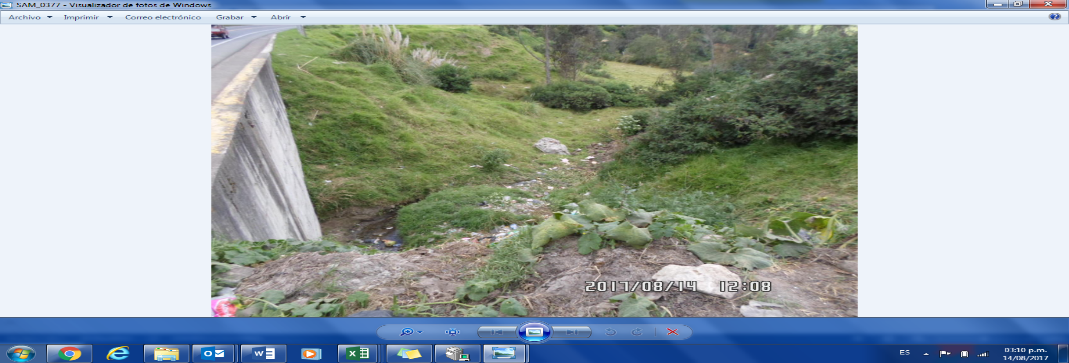 SAM_0377 - Visualizador de fotos de Windows
Archivo Imprimir Correo electrónico Grabar Abrir
2017/08/14 12:08
ES 03:10 p.m.
14/08/2017